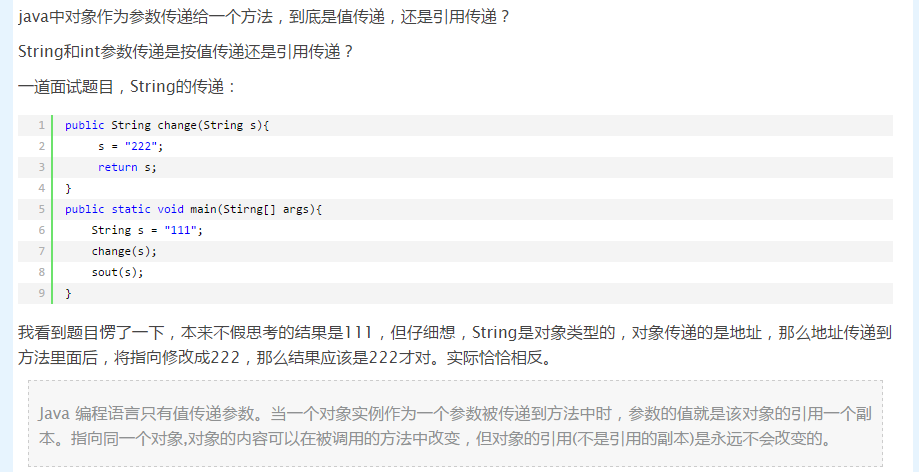 java中对象作为参数传递给一个方法，到底是值传递，还是引用传递？
String和int参数传递是按值传递还是引用传递？
一道面试题目，String的传递：
1 public String change(String s){
2 s = "222";
3 return s;
4 }
5 public static void main(Stirng[] args){
6 String s = "111";
7 change(s);
8 sout(s);
9 }
我看到题目愣了一下，本来不假思考的结果是111，但仔细想，String是对象类型的，对象传递的是地址，那么地址传递到
方法里面后，将指向修改成222，那么结果应该是222才对。实际恰恰相反。
Java 编程语言只有值传递参数。当一个对象实例作为一个参数被传递到方法中时，参数的值就是该对象的引用一个副
本。指向同一个对象,对象的内容可以在被调用的方法中改变，但对象的引用(不是引用的副本)是永远不会改变的。